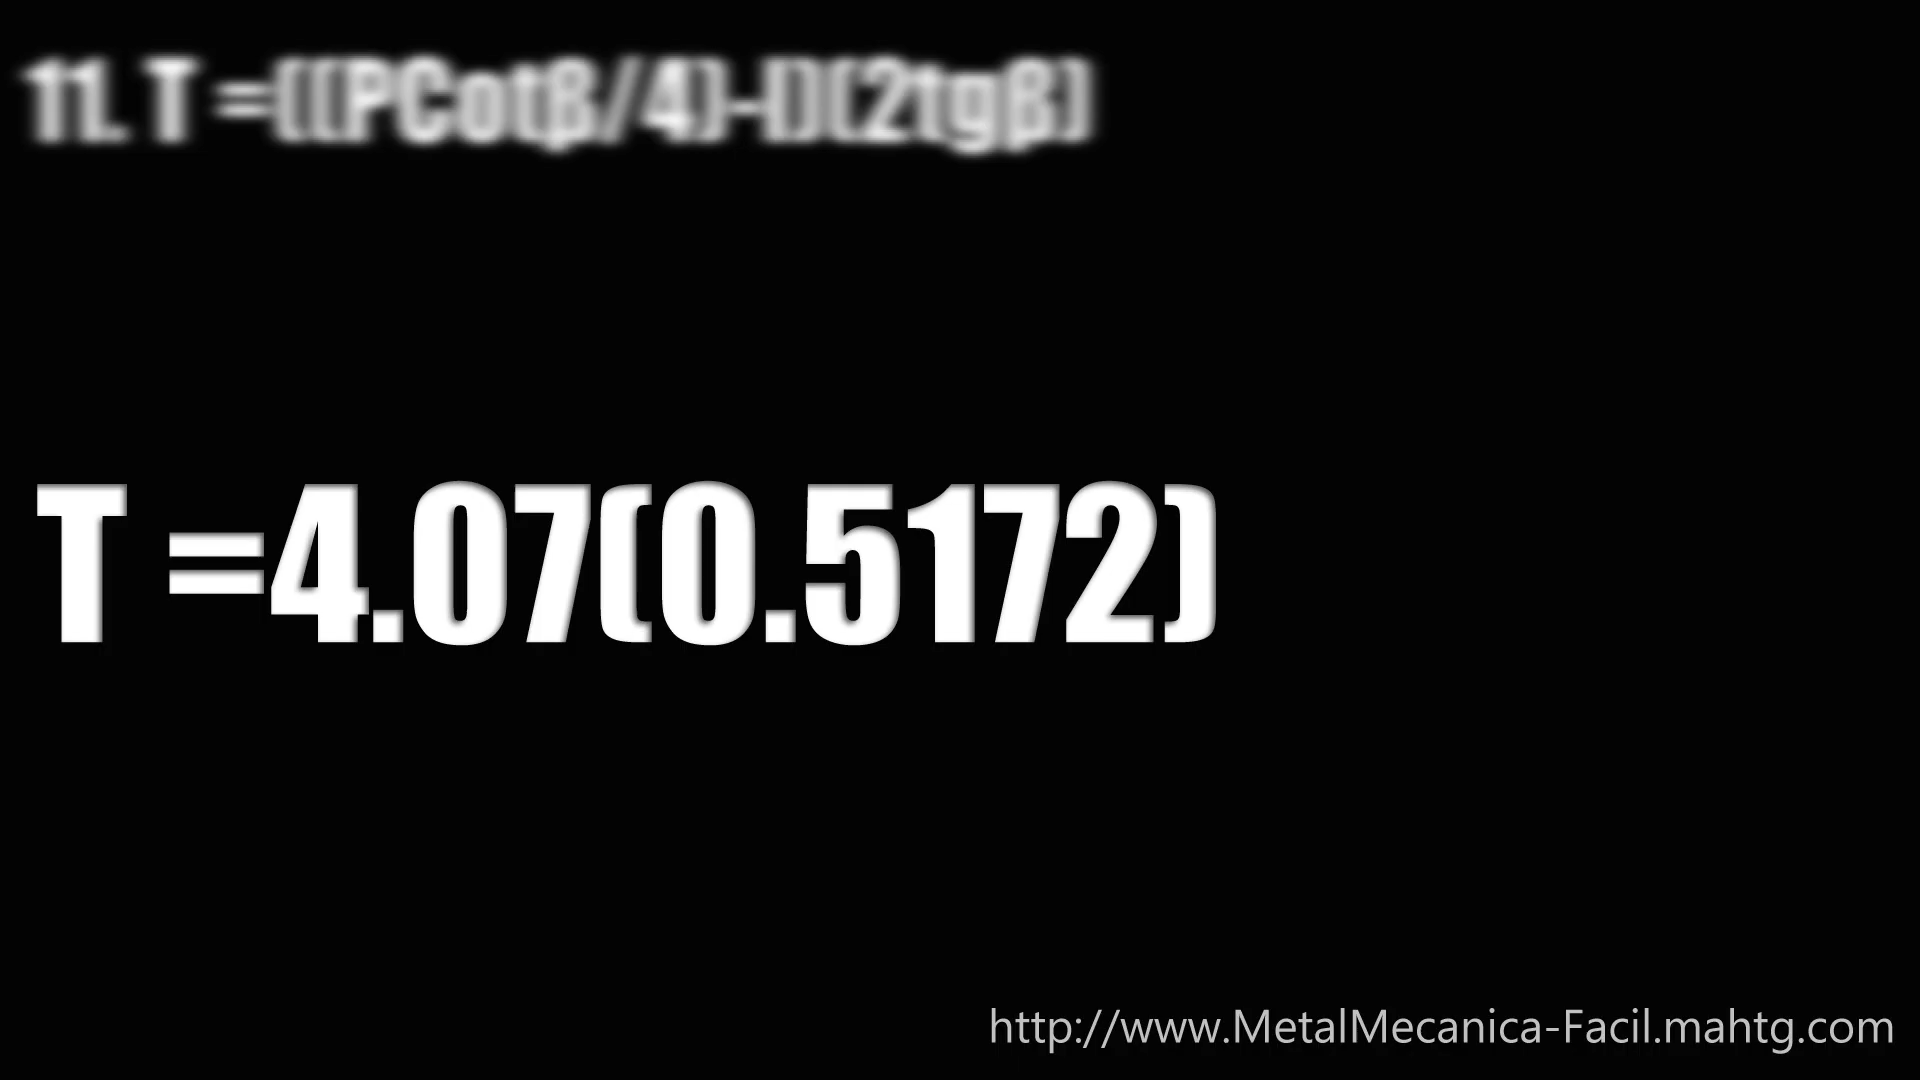 11. T =((PCotβ/4)-I)(2tgβ)
T =4.07(0.5172)
http://www.MetalMecanica-Facil.mahtg.com